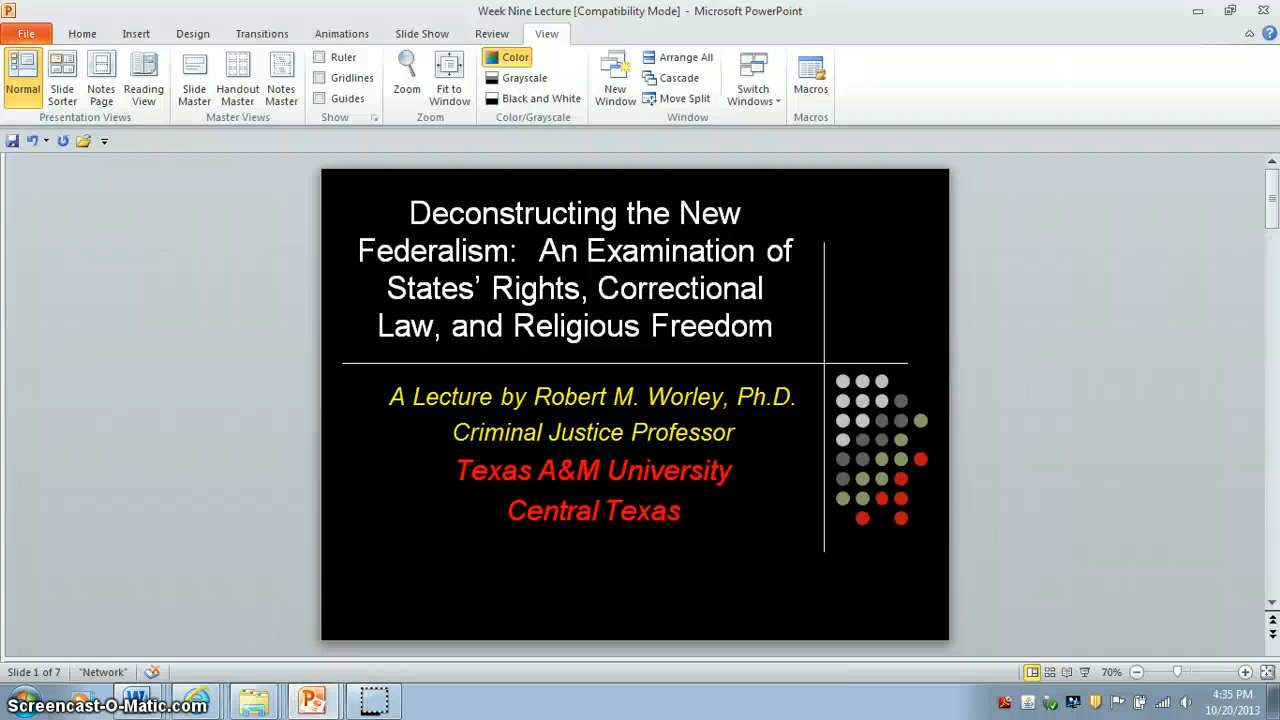 Week Nine Lecture [Compatibility Mode] - Microsoft PowerPoint
File Home Insert Design Transitions Animations Slide Show Review View
Normal Slide Sorter Notes Page Reading View
Presentation Views
Slide Master Handout Master Notes Master
Master Views
Ruler
Gridlines
Guides
Show
Zoom Fit to Window
Zoom
Color
Grayscale
Black and White
Color/Grayscale
New Window
Arrange All
Cascade
Move Split
Switch Windows
Window
Macros
Macros
Deconstructing the New
Federalism: An Examination of
States’ Rights, Correctional
Law, and Religious Freedom
A Lecture by Robert M. Worley, Ph.D.
Criminal Justice Professor
Texas A&M University
Central Texas
Slide 1 of 7 "Network" 70%
Screencast-O-Matic.com
4:35 PM
10/20/2013